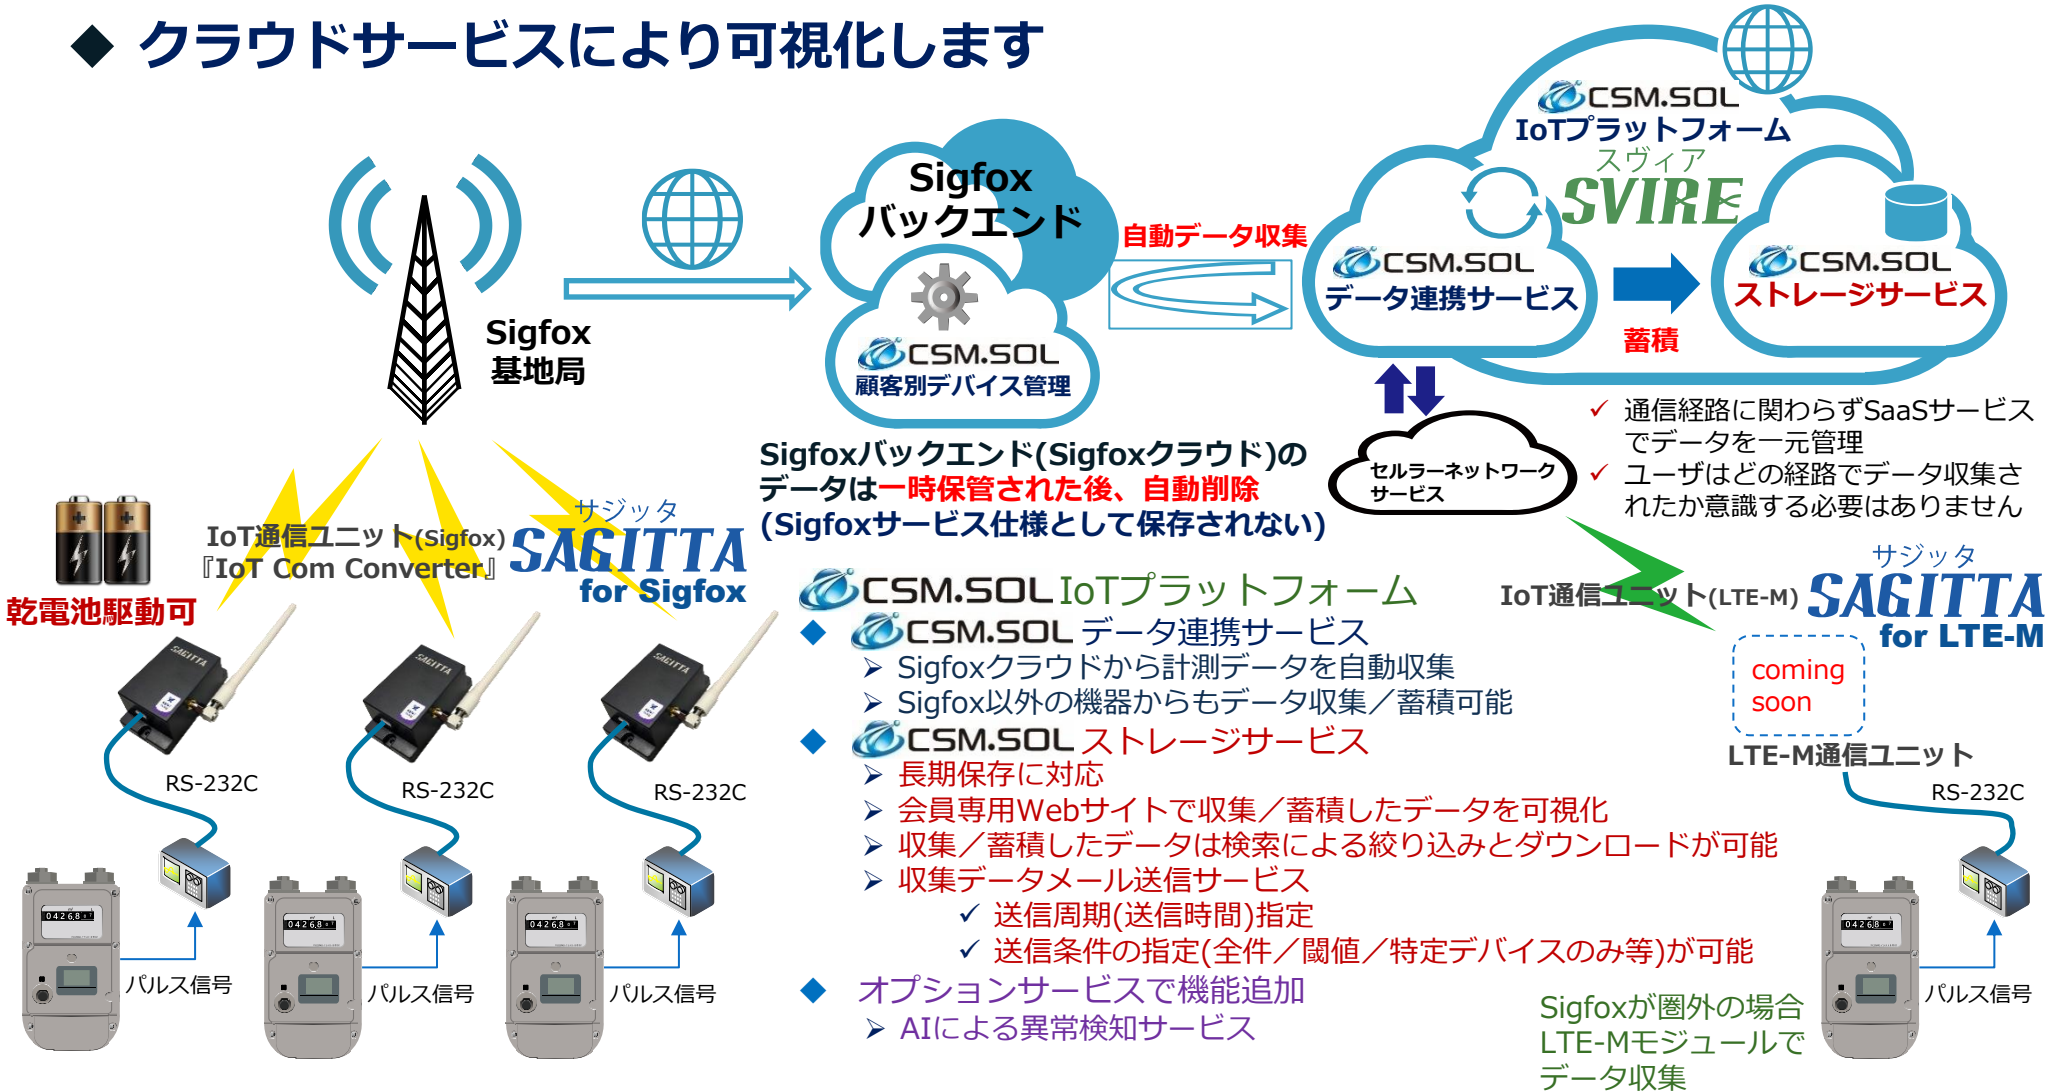 ◆ クラウドサービスにより可視化します
CSM.SOL
IoTプラットフォーム
スヴィア
SVIRE
Sigfox
バックエンド
CSM.SOL
顧客別デバイス管理
自動データ収集
CSM.SOL
データ連携サービス
蓄積
CSM.SOL
ストレージサービス
Sigfox
基地局
セルラーネットワーク
サービス
✓ 通信経路に関わらずSaaSサービス
でデータを一元管理
✓ ユーザはどの経路でデータ収集さ
れたか意識する必要はありません
Sigfoxバックエンド(Sigfoxクラウド)の
データは一時保管された後、自動削除
(Sigfoxサービス仕様として保存されない)
乾電池駆動可
IoT通信ユニット(Sigfox)
『IoT Com Converter』
サジッタ
SAGITTA
for Sigfox
SAGITTA
SAGITTA
SAGITTA
RS-232C
RS-232C
RS-232C
パルス信号
パルス信号
パルス信号
CSM.SOL IoTプラットフォーム
◆ CSM.SOL データ連携サービス
➢ Sigfoxクラウドから計測データを自動収集
➢ Sigfox以外の機器からもデータ収集／蓄積可能
◆ CSM.SOL ストレージサービス
➢ 長期保存に対応
➢ 会員専用Webサイトで収集／蓄積したデータを可視化
➢ 収集／蓄積したデータは検索による絞り込みとダウンロードが可能
➢ 収集データメール送信サービス
✓ 送信周期(送信時間)指定
✓ 送信条件の指定(全件／閾値／特定デバイスのみ等)が可能
◆ オプションサービスで機能追加
➢ AIによる異常検知サービス
IoT通信ユニット(LTE-M)
サジッタ
SAGITTA
for LTE-M
coming
soon
LTE-M通信ユニット
RS-232C
パルス信号
Sigfoxが圏外の場合
LTE-Mモジュールで
データ収集